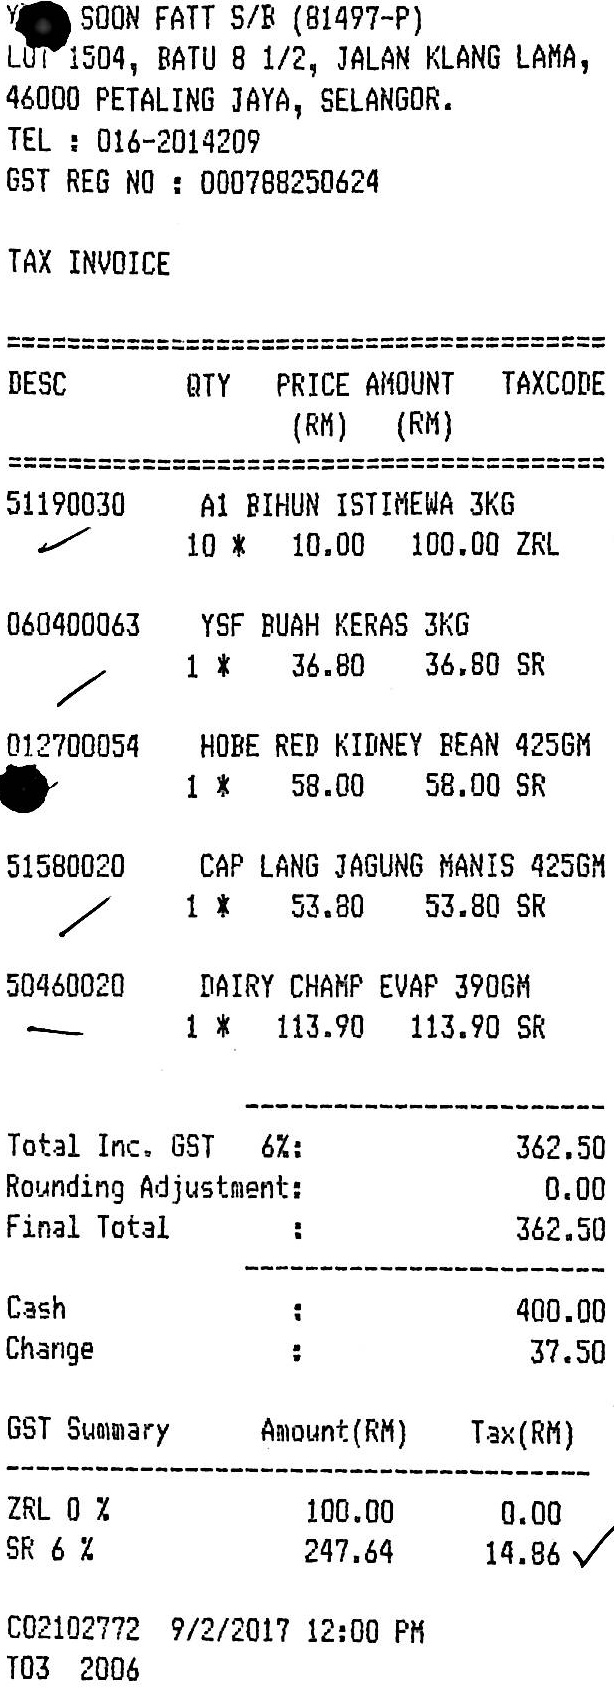 SOON FATT S/B (81497-P)
LOT 1504, BATU 8 1/2, JALAN KLANG LAMA,
46000 PETALING JAYA, SELANGOR.
TEL : 016-2014209
GST REG NO : 000788250624
TAX INVOICE
========================================
DESC QTY PRICE AMOUNT TAXCODE
(RM) (RM)
========================================
51190030 A1 BIHUN ISTIMEWA 3KG
10 * 10.00 100.00 ZRL
060400063 YSF BUAH KERAS 3KG
1 * 36.80 36.80 SR
012700054 HOBE RED KIDNEY BEAN 425GM
1 * 58.00 58.00 SR
51580020 CAP LANG JAGUNG MANIS 425GM
1 * 53.80 53.80 SR
50460020 DAIRY CHAMP EVAP 390GM
1 * 113.90 113.90 SR
------------------------
Total Inc. GST 6%: 362.50
Rounding Adjustment: 0.00
Final Total : 362.50
------------------------
Cash : 400.00
Change : 37.50
GST Summary Amount(RM) Tax(RM)
---------------------------------------
ZRL 0 % 100.00 0.00
SR 6 % 247.64 14.86
CO2102772 9/2/2017 12:00 PM
T03 2006